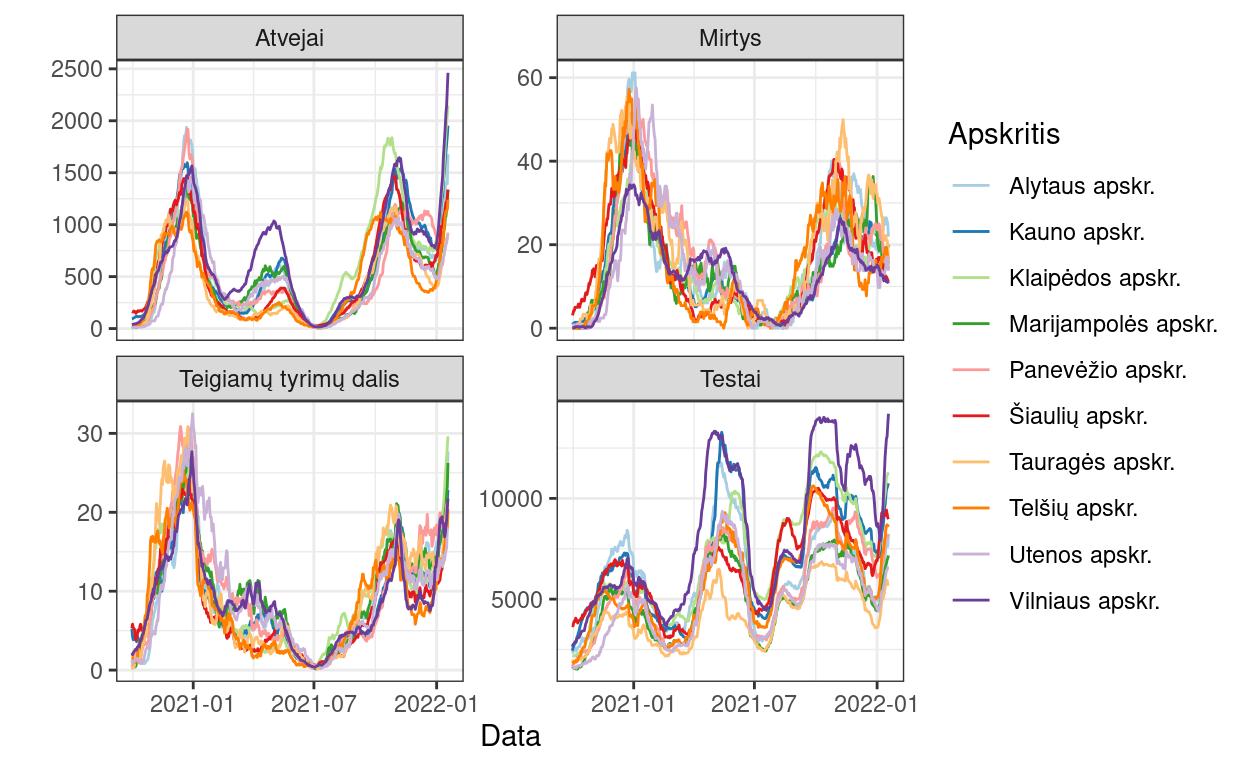 Atvejai
Mirtys
2500
2000
1500
1000
500
0
60
40
20
0
Teigiamų tyrimų dalis
Testai
30
20
10
0
10000
5000
2021-01
2021-07
2022-01
2021-01
2021-07
2022-01
Data
Apskritis
Alytaus apskr.
Kauno apskr.
Klaipėdos apskr.
Marijampolės apskr.
Panevėžio apskr.
Šiaulių apskr.
Tauragės apskr.
Telšių apskr.
Utenos apskr.
Vilniaus apskr.